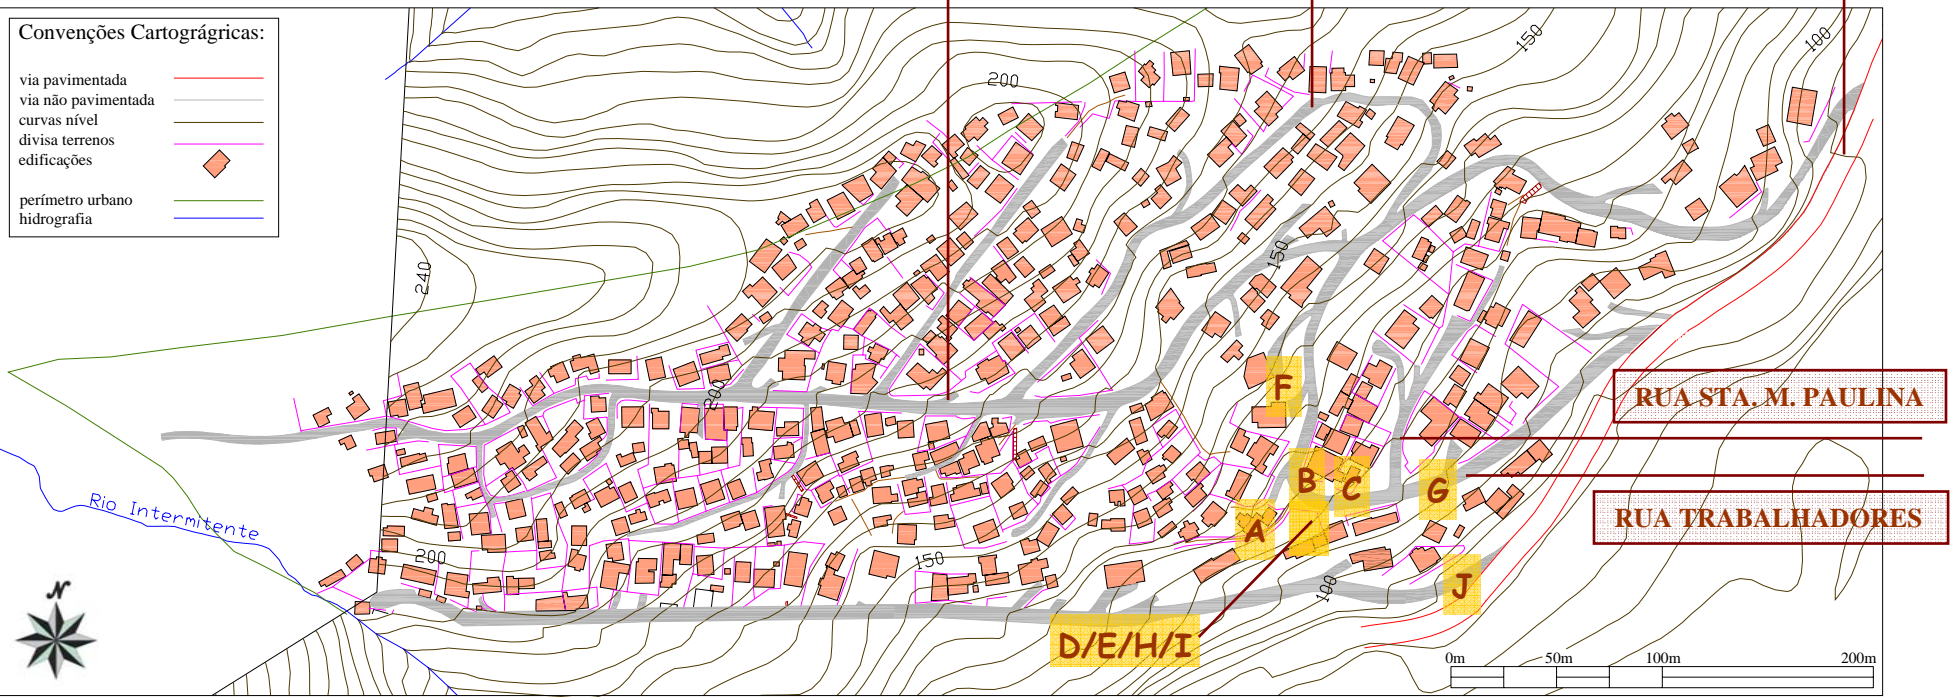 Convenções Cartográgricas:
via pavimentada
via não pavimentada
curvas nível
divisa terrenos
edificações
perímetro urbano
hidrografia
200
150
100
240
150
200
F
RUA STA. M. PAULINA
B
C
G
Rio Intermitente
A
RUA TRABALHADORES
200
150
100
J
N
D/E/H/I
0m 50m 100m 200m